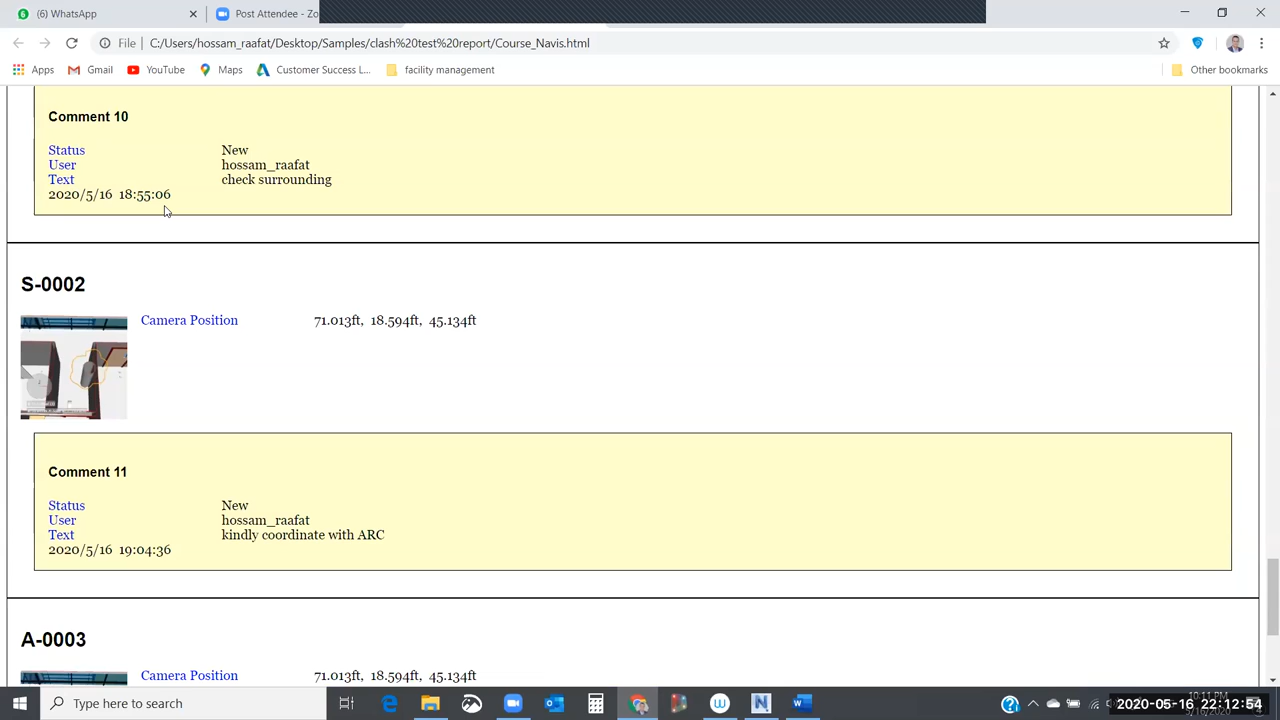 (6) WhatsApp
Post Attendee - Zo
File C:/Users/hossam_raafat/Desktop/Samples/clash%20test%20report/Course_Navis.html
Apps Gmail YouTube Maps Customer Success L... facility management Other bookmarks
Comment 10
Status New
User hossam_raafat
Text check surrounding
2020/5/16 18:55:06
S-0002
Camera Position 71.013ft, 18.594ft, 45.134ft
Comment 11
Status New
User hossam_raafat
Text kindly coordinate with ARC
2020/5/16 19:04:36
A-0003
Camera Position 71.013ft, 18.594ft, 45.134ft
Type here to search
10:11 PM
2020-05-16 22:12:54